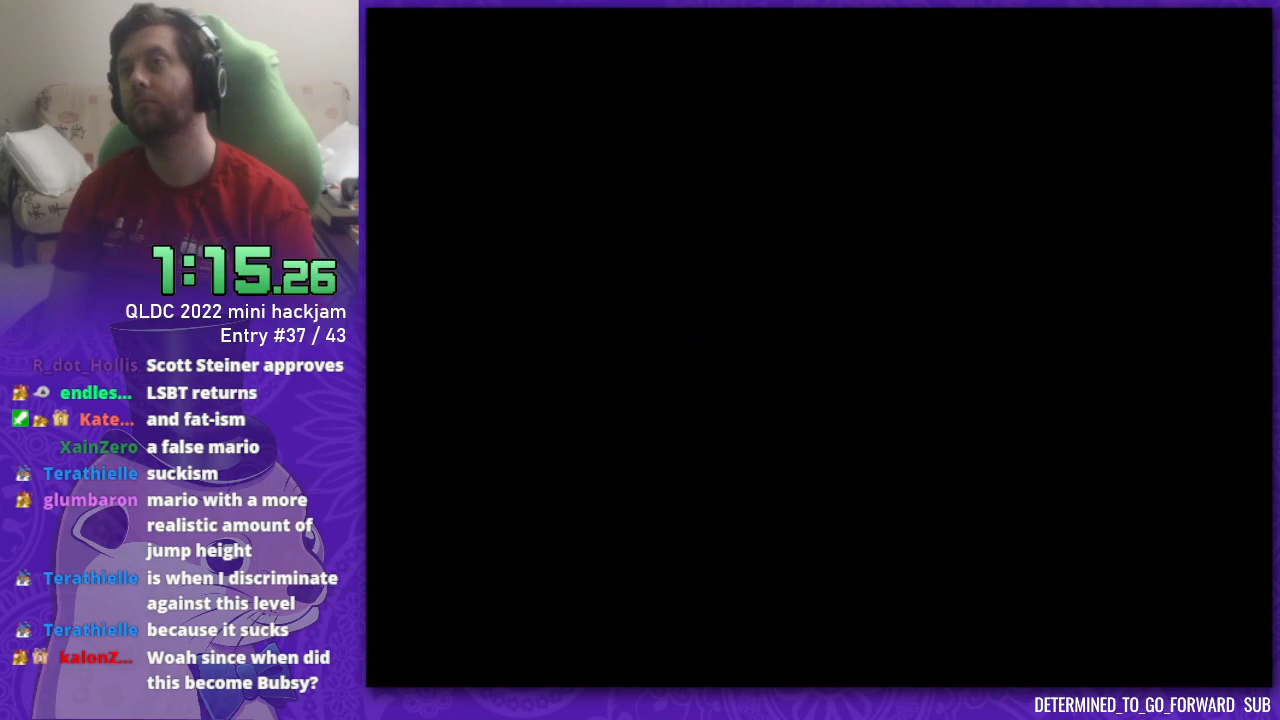 1:15.26
QLDC 2022 mini hackjam
Entry #37 / 43
R_dot_Hollis Scott Steiner approves
endles... LSBT returns
Kate... and fat-ism
XainZero a false mario
Terathielle suckism
glumbaron mario with a more
realistic amount of
jump height
Terathielle is when I discriminate
against this level
Terathielle because it sucks
kalonZ... Woah since when did
this become Bubsy?
DETERMINED_TO_GO_FORWARD SUB